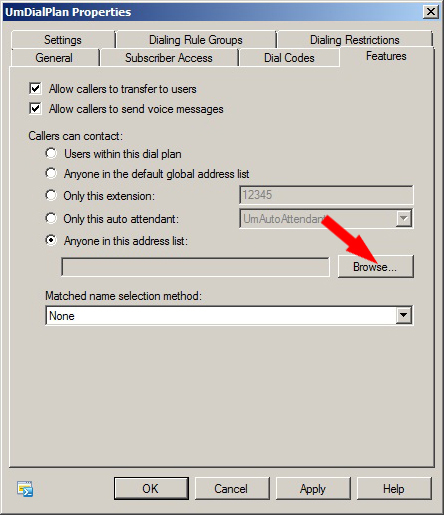 UmDialPlan Properties
Settings Dialing Rule Groups Dialing Restrictions
General Subscriber Access Dial Codes Features
Allow callers to transfer to users
Allow callers to send voice messages
Callers can contact:
Users within this dial plan
Anyone in the default global address list
Only this extension: 12345
Only this auto attendant: UmAutoAttendant
Anyone in this address list:
Browse...
Matched name selection method:
None
OK Cancel Apply Help